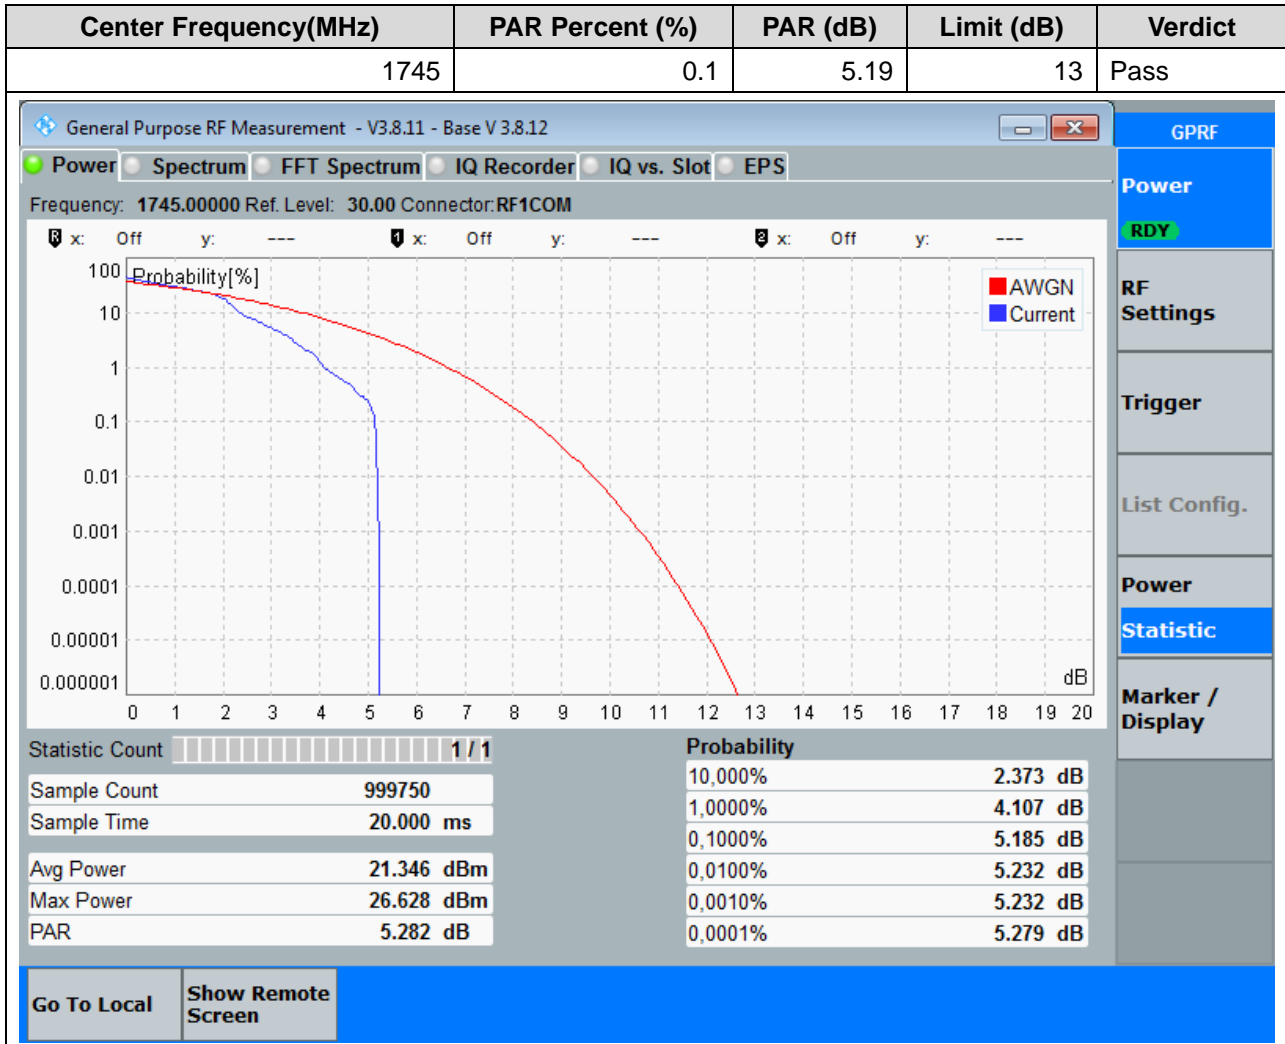 Center Frequency(MHz) PAR Percent (%) PAR (dB) Limit (dB) Verdict
1745 0.1 5.19 13 Pass
General Purpose RF Measurement - V3.8.11 - Base V 3.8.12
GPRF
Power Spectrum FFT Spectrum IQ Recorder IQ vs. Slot EPS
Power
RDY
Frequency: 1745.00000 Ref. Level: 30.00 Connector:RF1COM
R x: Off y: --- 1 x: Off y: --- 2 x: Off y: ---
100 Probability[%]
AWGN
Current
10
1
0.1
0.01
0.001
0.0001
0.00001
0.000001
dB
0 1 2 3 4 5 6 7 8 9 10 11 12 13 14 15 16 17 18 19 20
RF
Settings
Trigger
List Config.
Power
Statistic
Marker /
Display
Statistic Count 1 / 1
Sample Count 999750
Sample Time 20.000 ms
Avg Power 21.346 dBm
Max Power 26.628 dBm
PAR 5.282 dB
Probability
10,000% 2.373 dB
1,0000% 4.107 dB
0,1000% 5.185 dB
0,0100% 5.232 dB
0,0010% 5.232 dB
0,0001% 5.279 dB
Go To Local
Show Remote
Screen